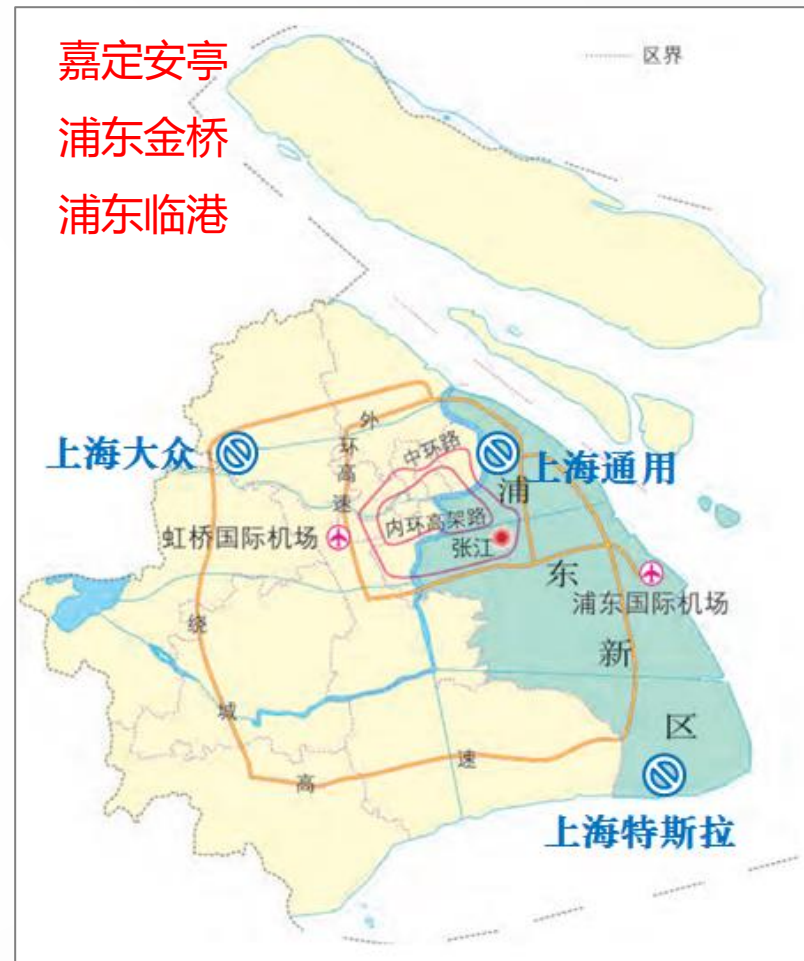 嘉定安亭
浦东金桥
浦东临港
区界
外环高速
中环路
上海大众
上海通用
内环高架路
虹桥国际机场
张江
浦东新区
浦东国际机场
绕城高速
上海特斯拉